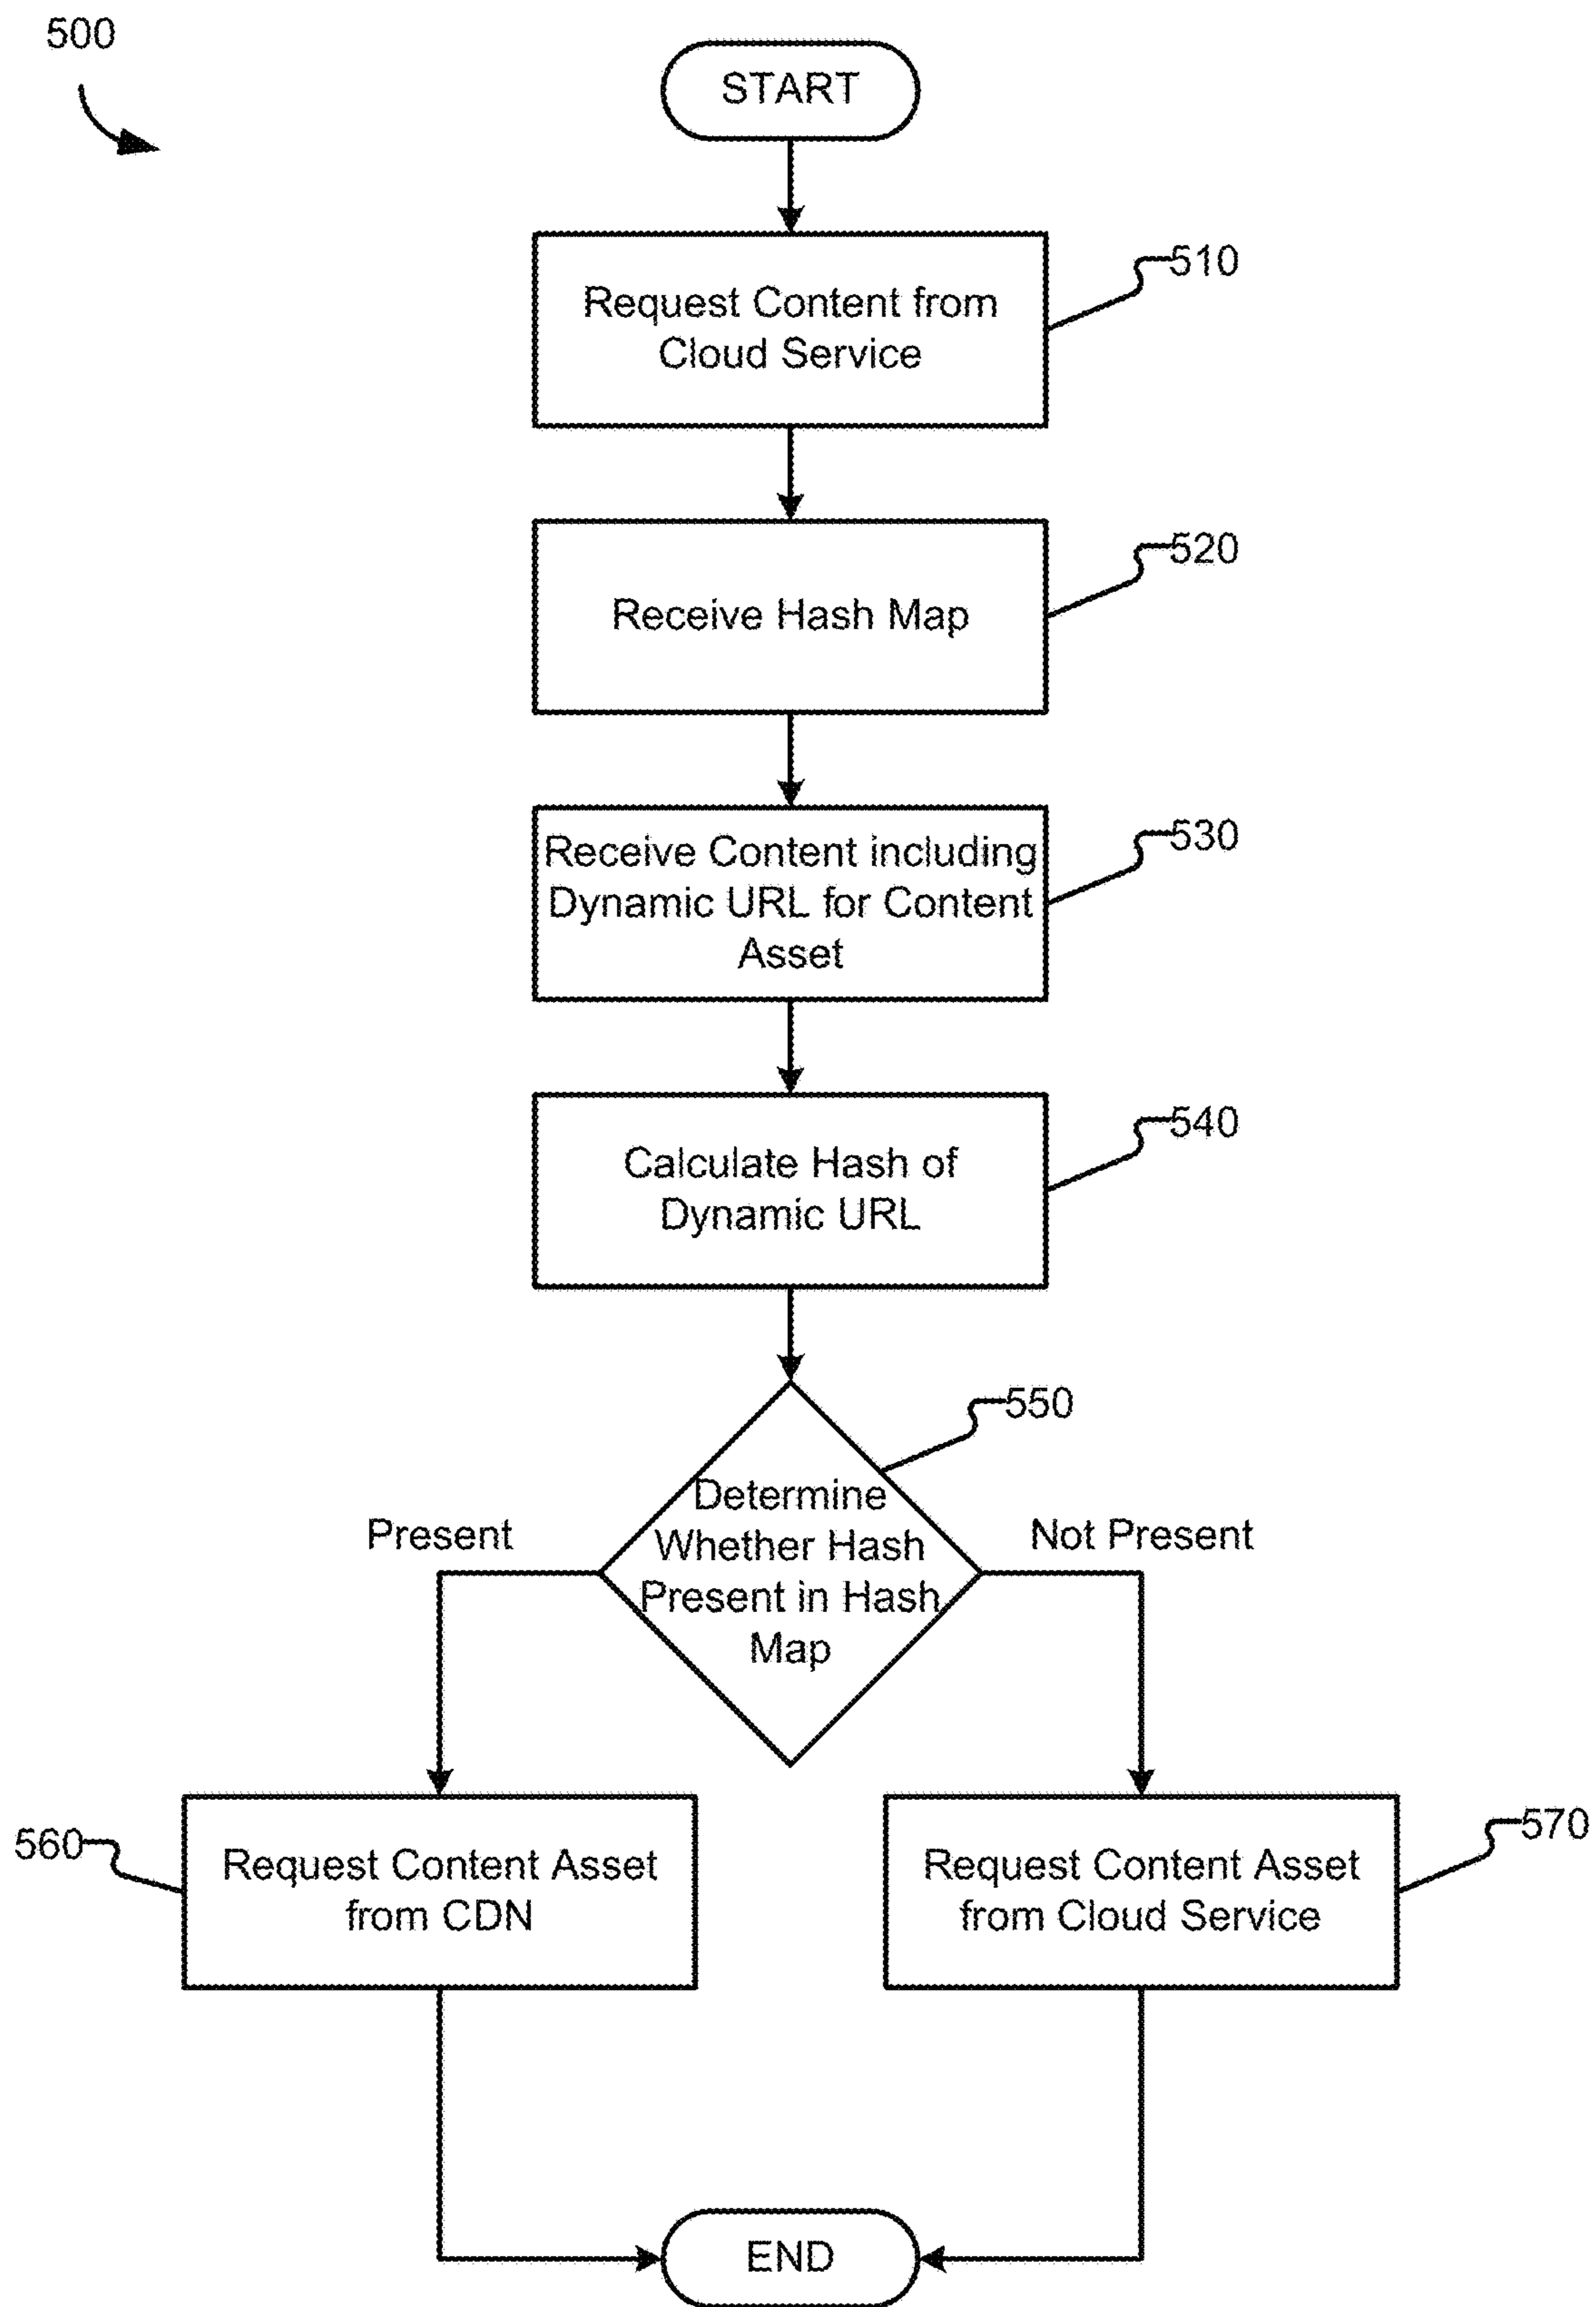 500
START
510
Request Content from
Cloud Service
520
Receive Hash Map
530
Receive Content including
Dynamic URL for Content
Asset
540
Calculate Hash of
Dynamic URL
550
Determine
Whether Hash
Present in Hash
Map
Present
Not Present
560
Request Content Asset
from CDN
570
Request Content Asset
from Cloud Service
END